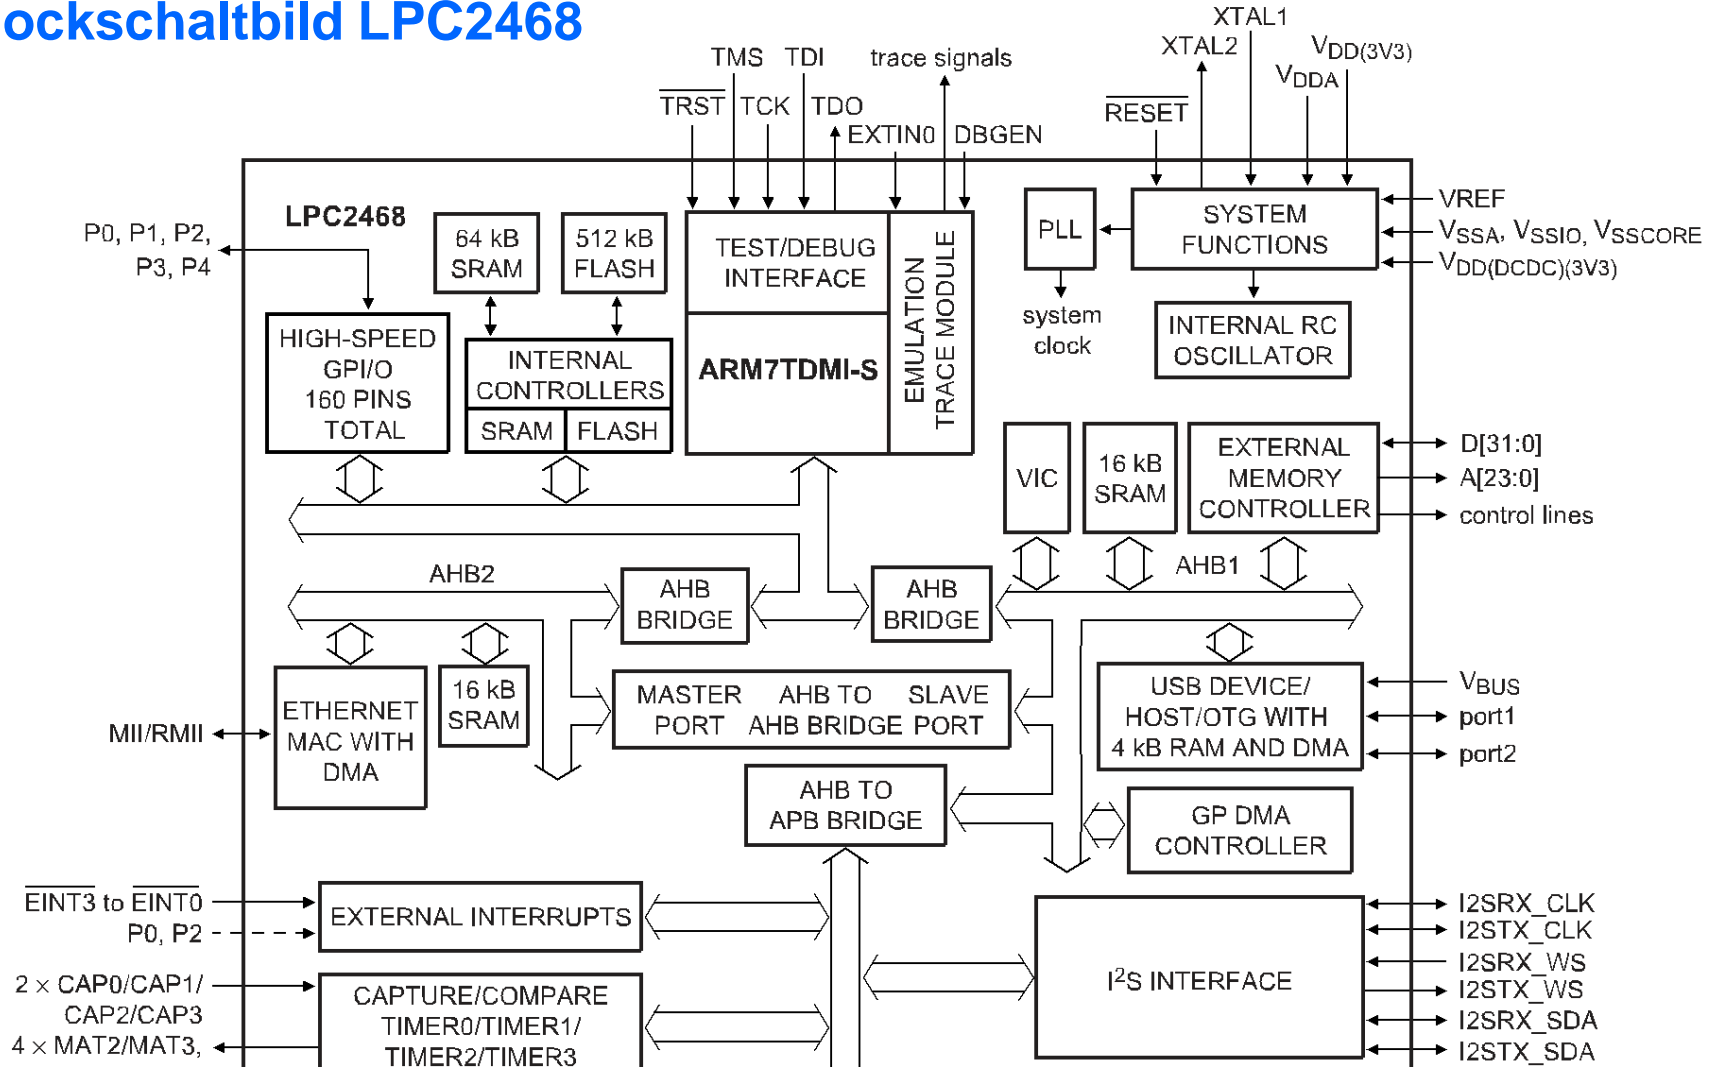 ockschaltbild LPC2468
XTAL1
XTAL2
VDD(3V3)
VDDA
RESET
TMS TDI trace signals
TRST TCK TDO
EXTIN0 DBGEN
LPC2468
P0, P1, P2,
P3, P4
64 kB
SRAM
512 kB
FLASH
TEST/DEBUG
INTERFACE
EMULATION
TRACE MODULE
PLL
SYSTEM
FUNCTIONS
VREF
VSSA, VSSIO, VSSCORE
VDD(DCDC)(3V3)
system
clock
INTERNAL RC
OSCILLATOR
HIGH-SPEED
GPI/O
160 PINS
TOTAL
INTERNAL
CONTROLLERS
SRAM FLASH
ARM7TDMI-S
VIC
16 kB
SRAM
EXTERNAL
MEMORY
CONTROLLER
D[31:0]
A[23:0]
control lines
AHB2
AHB
BRIDGE
AHB
BRIDGE
AHB1
ETHERNET
MAC WITH
DMA
MII/RMII
16 kB
SRAM
MASTER
PORT
AHB TO
AHB BRIDGE
SLAVE
PORT
USB DEVICE/
HOST/OTG WITH
4 kB RAM AND DMA
VBUS
port1
port2
AHB TO
APB BRIDGE
GP DMA
CONTROLLER
EINT3 to EINT0
P0, P2
EXTERNAL INTERRUPTS
2 × CAP0/CAP1/
CAP2/CAP3
4 × MAT2/MAT3,
CAPTURE/COMPARE
TIMER0/TIMER1/
TIMER2/TIMER3
I2S INTERFACE
I2SRX_CLK
I2STX_CLK
I2SRX_WS
I2STX_WS
I2SRX_SDA
I2STX_SDA